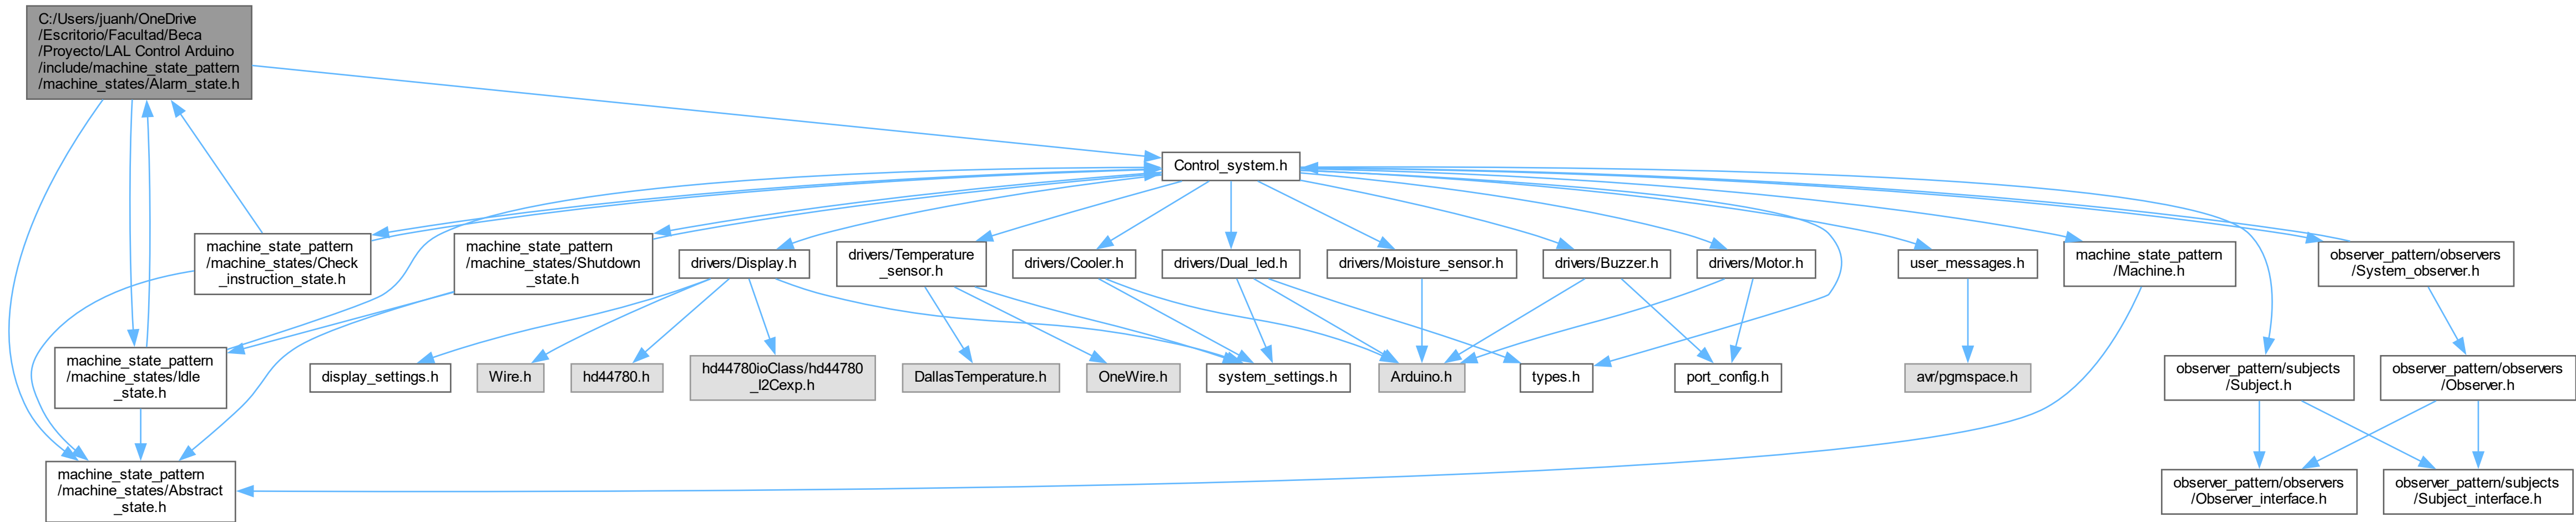 C:/Users/juanh/OneDrive
/Escritorio/Facultad/Beca
/Proyecto/LAL Control Arduino
/include/machine_state_pattern
/machine_states/Alarm_state.h
Control_system.h
machine_state_pattern
/machine_states/Check
_instruction_state.h
machine_state_pattern
/machine_states/Shutdown
_state.h
drivers/Display.h
drivers/Temperature
_sensor.h
drivers/Cooler.h
drivers/Dual_led.h
drivers/Moisture_sensor.h
drivers/Buzzer.h
drivers/Motor.h
user_messages.h
machine_state_pattern
/Machine.h
observer_pattern/observers
/System_observer.h
machine_state_pattern
/machine_states/Idle
_state.h
display_settings.h
Wire.h
hd44780.h
hd44780ioClass/hd44780
_I2Cexp.h
DallasTemperature.h
OneWire.h
system_settings.h
Arduino.h
types.h
port_config.h
avr/pgmspace.h
observer_pattern/subjects
/Subject.h
observer_pattern/observers
/Observer.h
machine_state_pattern
/machine_states/Abstract
_state.h
observer_pattern/observers
/Observer_interface.h
observer_pattern/subjects
/Subject_interface.h